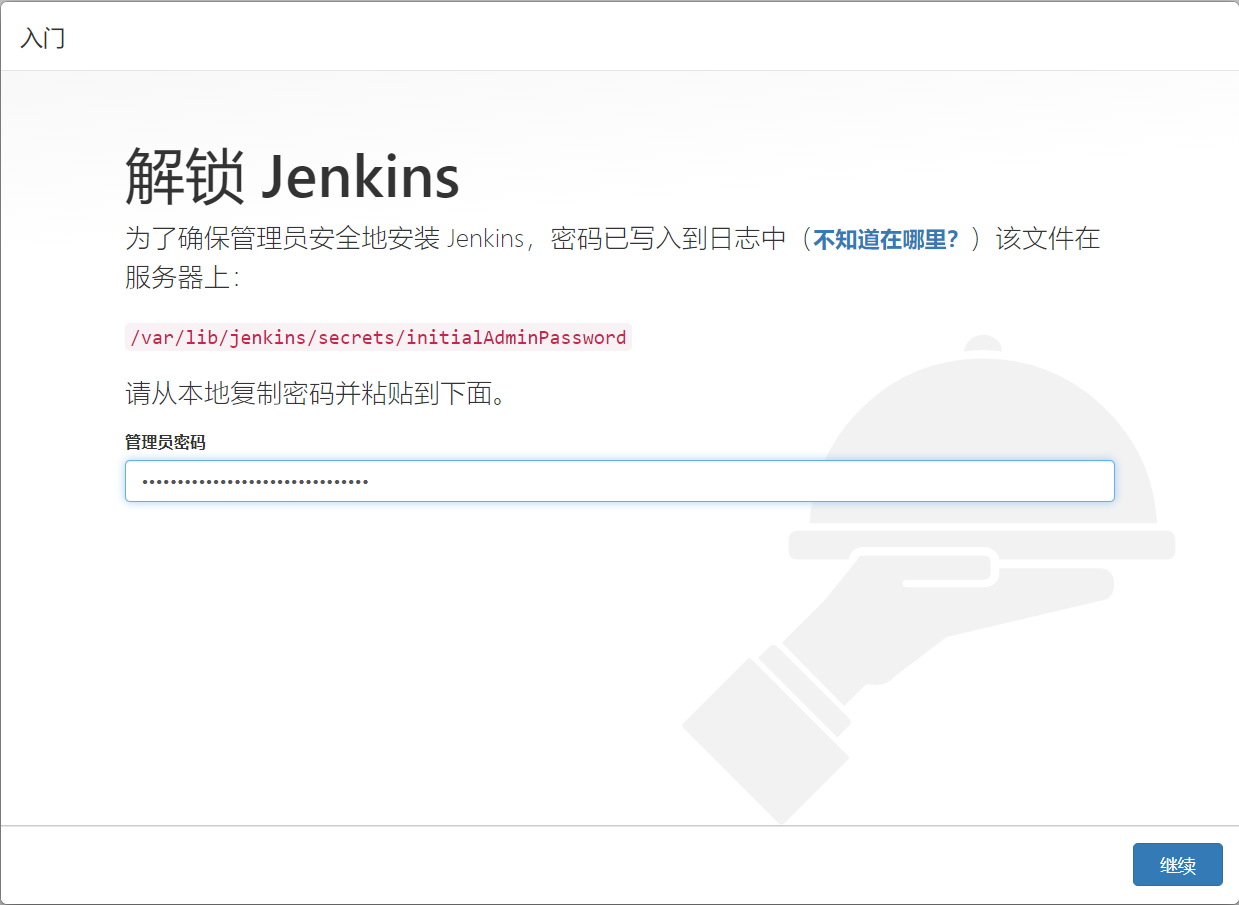 入门
解锁 Jenkins
为了确保管理员安全地安装 Jenkins，密码已写入到日志中（不知道在哪里？）该文件在
服务器上：
/var/lib/jenkins/secrets/initialAdminPassword
请从本地复制密码并粘贴到下面。
管理员密码
••••••••••••••••••••••••••••••••
继续